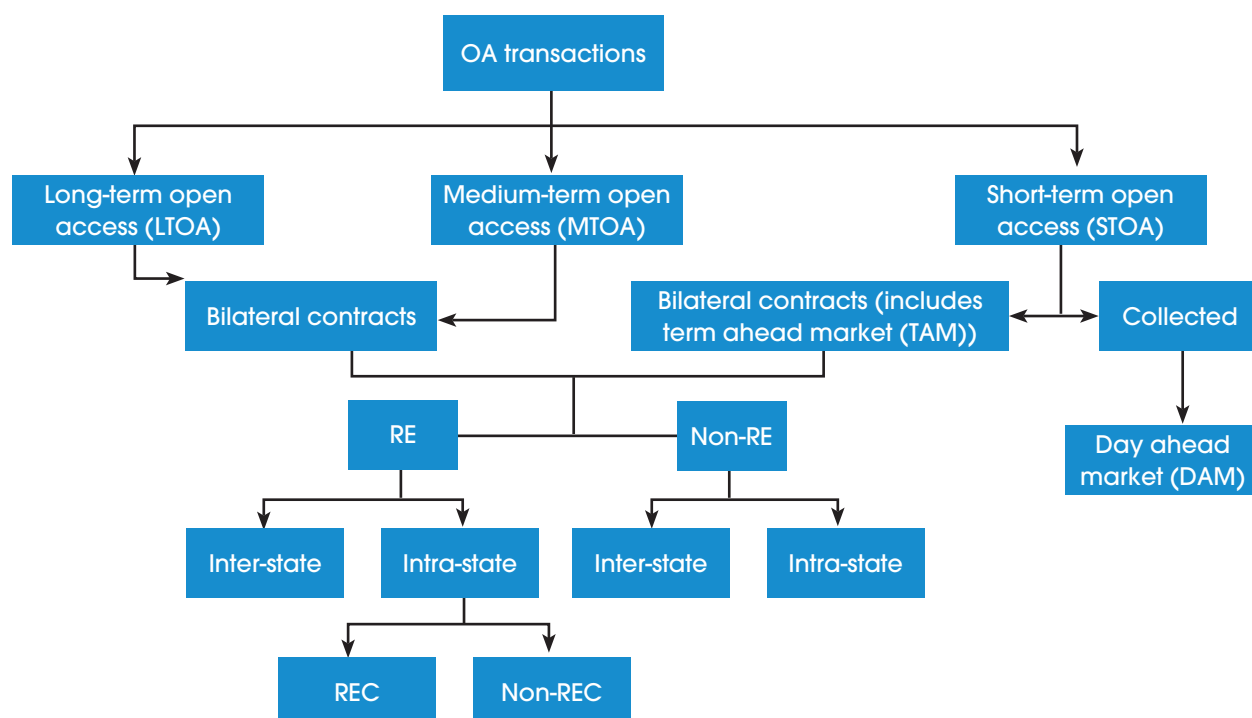 OA transactions
Long-term open
access (LTOA)
Medium-term open
access (MTOA)
Short-term open
access (STOA)
Bilateral contracts
Bilateral contracts (includes
term ahead market (TAM))
Collected
RE
Non-RE
Day ahead
market (DAM)
Inter-state
Intra-state
Inter-state
Intra-state
REC
Non-REC